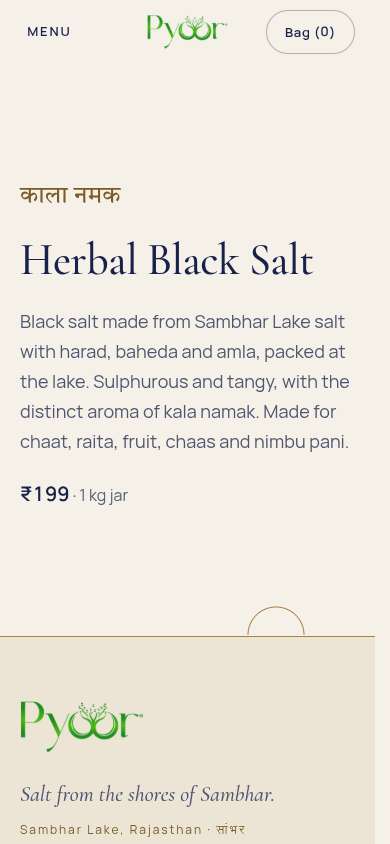 MENU
Pyoor
Bag (0)
काला नमक
Herbal Black Salt
Black salt made from Sambhar Lake salt
with harad, baheda and amla, packed at
the lake. Sulphurous and tangy, with the
distinct aroma of kala namak. Made for
chaat, raita, fruit, chaas and nimbu pani.
₹199 · 1 kg jar
Pyoor
Salt from the shores of Sambhar.
Sambhar Lake, Rajasthan · सांभर